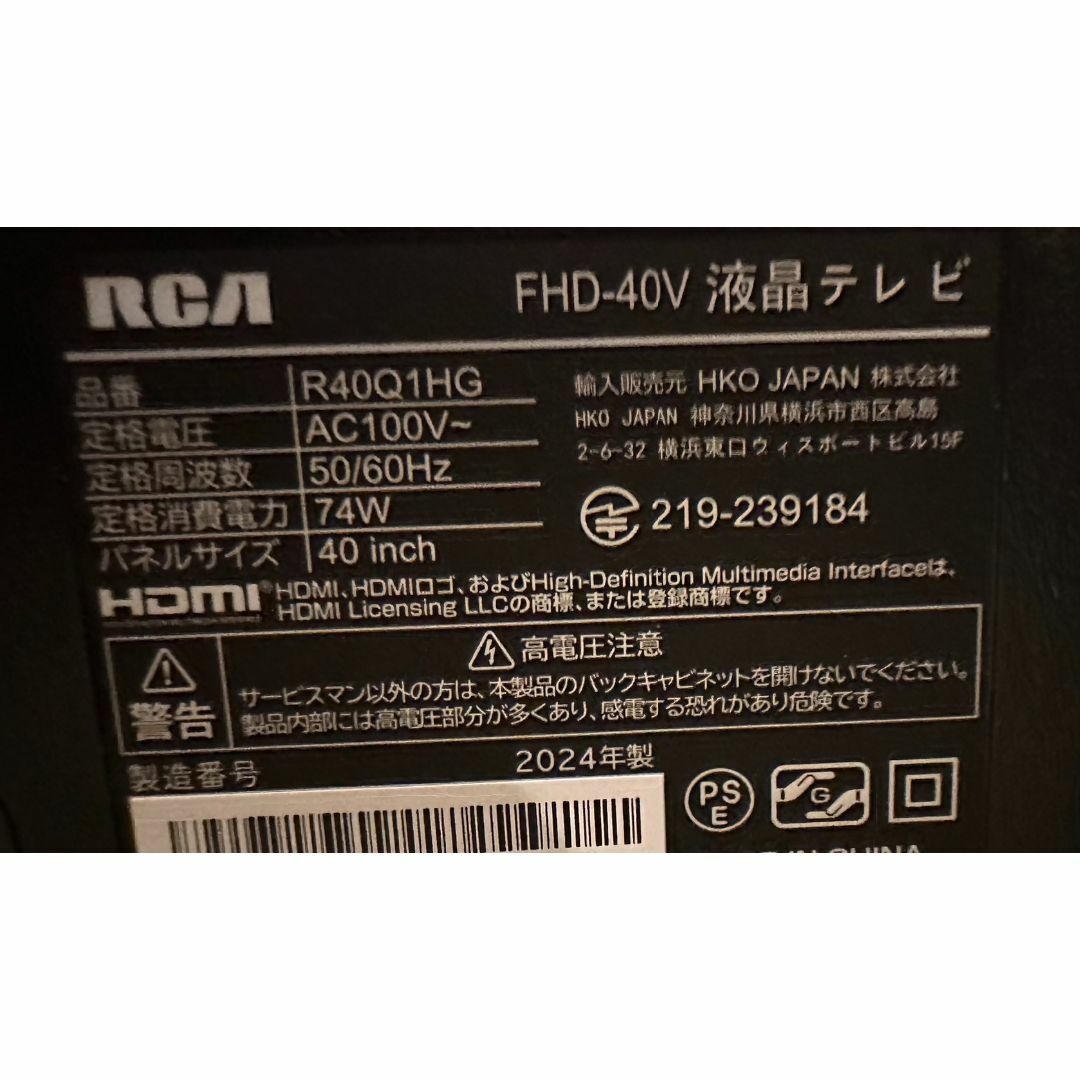 RCA
FHD-40V 液晶テレビ
品番 R40Q1HG
定格電圧 AC100V~
定格周波数 50/60Hz
定格消費電力 74W
パネルサイズ 40 inch
輸入販売元 HKO JAPAN 株式会社
HKO JAPAN 神奈川県横浜市西区高島
2-6-32 横浜東口ウィスポートビル15F
219-239184
HDMI® HDMI、HDMIロゴ、およびHigh-Definition Multimedia Interfaceは、
HDMI Licensing LLCの商標、または登録商標です。
警告
高電圧注意
サービスマン以外の方は、本製品のバックキャビネットを開けないでください。
製品内部には高電圧部分が多くあり、感電する恐れがあり危険です。
製造番号
2024年製
PS
E
G
IN CHINA